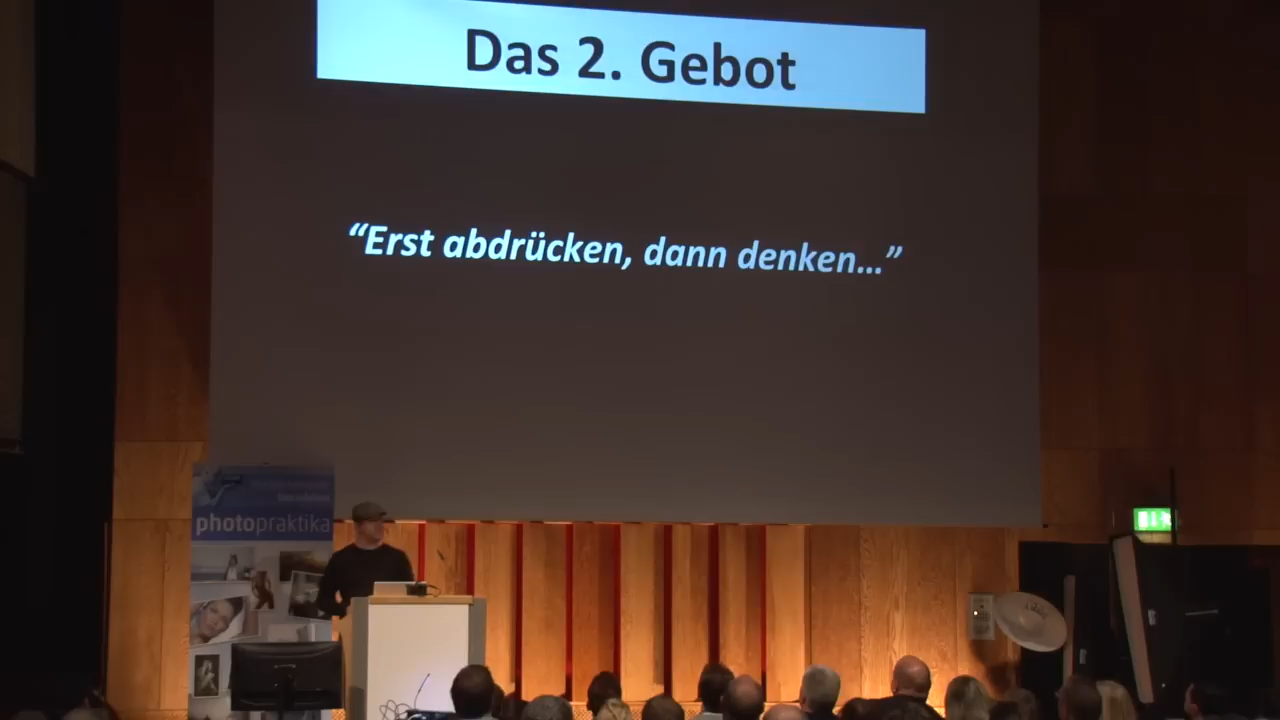 Das 2. Gebot
“Erst abdrücken, dann denken...”
photopraktika